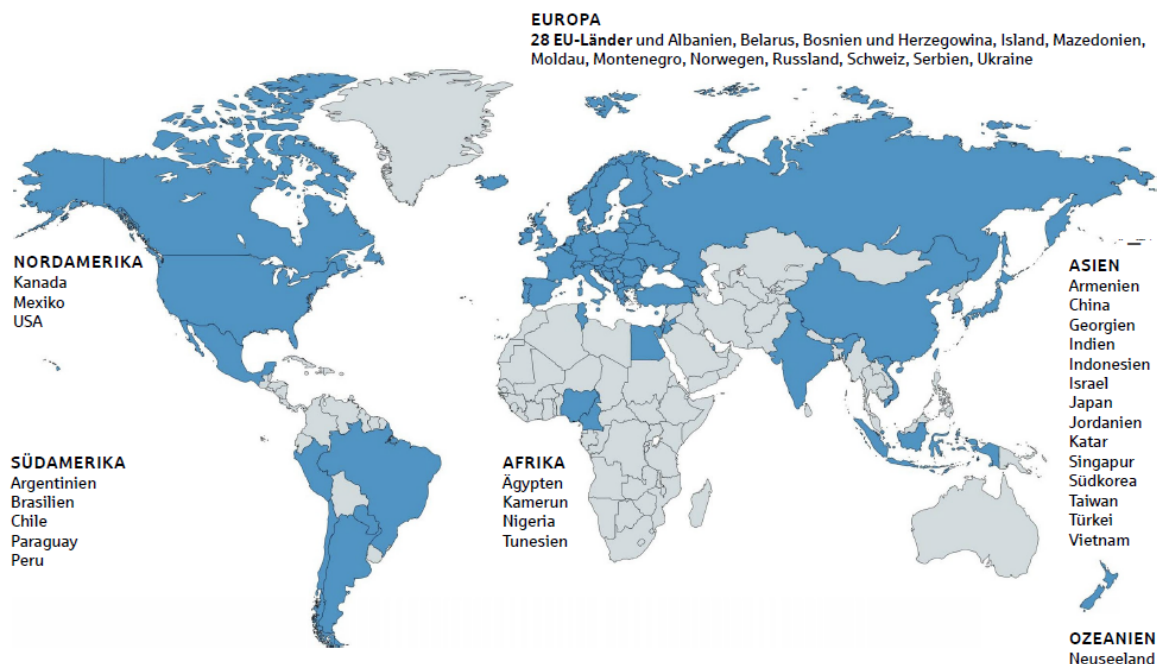 EUROPA
28 EU-Länder und Albanien, Belarus, Bosnien und Herzegowina, Island, Mazedonien,
Moldau, Montenegro, Norwegen, Russland, Schweiz, Serbien, Ukraine
NORDAMERIKA
Kanada
Mexiko
USA
SÜDAMERIKA
Argentinien
Brasilien
Chile
Paraguay
Peru
AFRIKA
Ägypten
Kamerun
Nigeria
Tunesien
ASIEN
Armenien
China
Georgien
Indien
Indonesien
Israel
Japan
Jordanien
Katar
Singapur
Südkorea
Taiwan
Türkei
Vietnam
OZEANIEN
Neuseeland